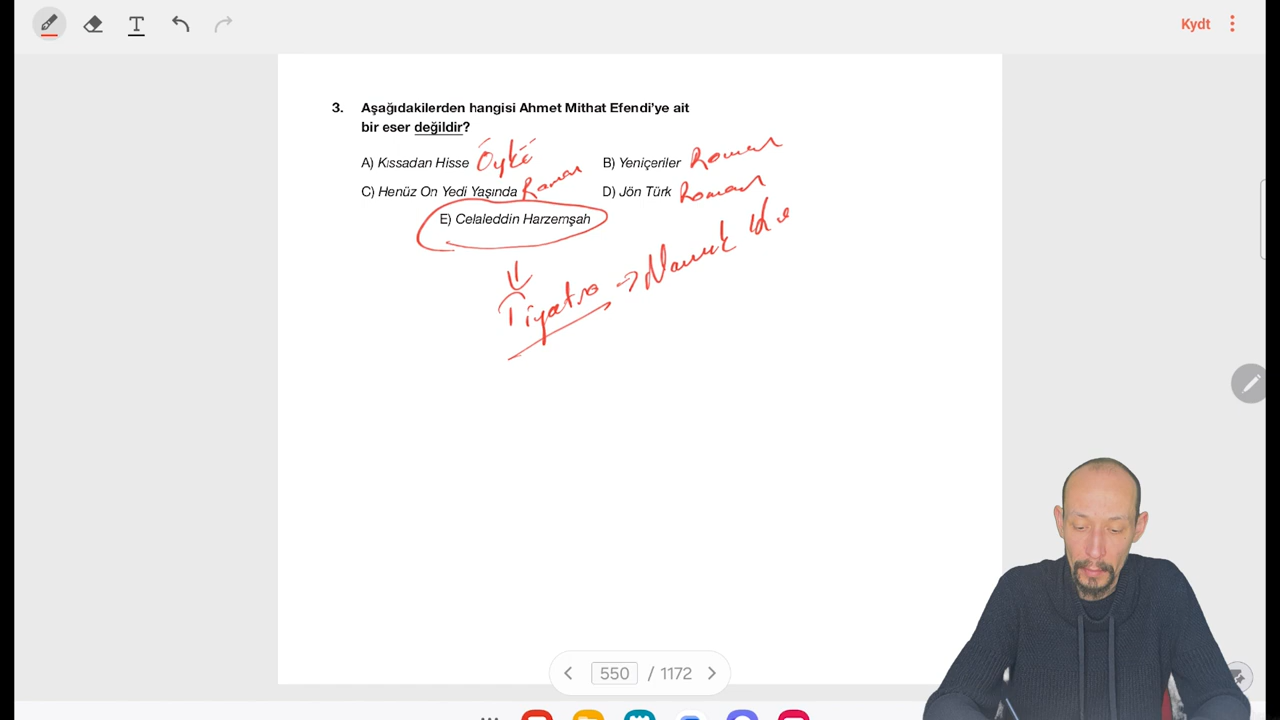 Kydt
3. Aşağıdakilerden hangisi Ahmet Mithat Efendi'ye ait
bir eser değildir?
A) Kıssadan Hisse Öykü B) Yeniçeriler Roman
C) Henüz On Yedi Yaşında Roman D) Jön Türk Roman
E) Celaleddin Harzemşah
Tiyatro → Namık Ke
550 / 1172